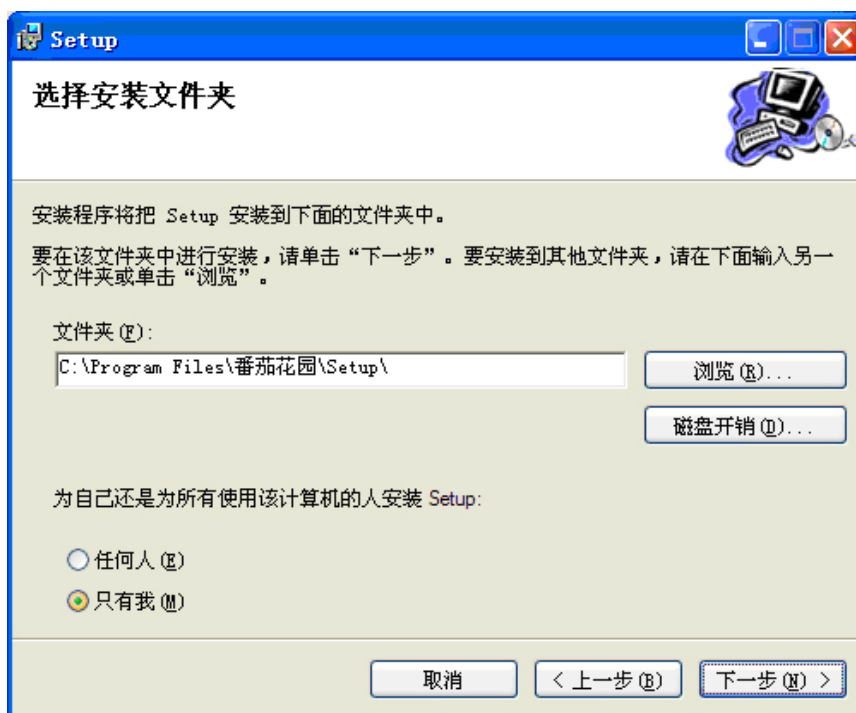 Setup
选择安装文件夹
安装程序将把 Setup 安装到下面的文件夹中。
要在该文件夹中进行安装，请单击“下一步”。要安装到其他文件夹，请在下面输入另一
个文件夹或单击“浏览”。
文件夹(F):
C:\Program Files\番茄花园\Setup\
浏览(R)...
磁盘开销(D)...
为自己还是为所有使用该计算机的人安装 Setup:
任何人(E)
只有我(M)
取消
< 上一步(B)
下一步(N) >